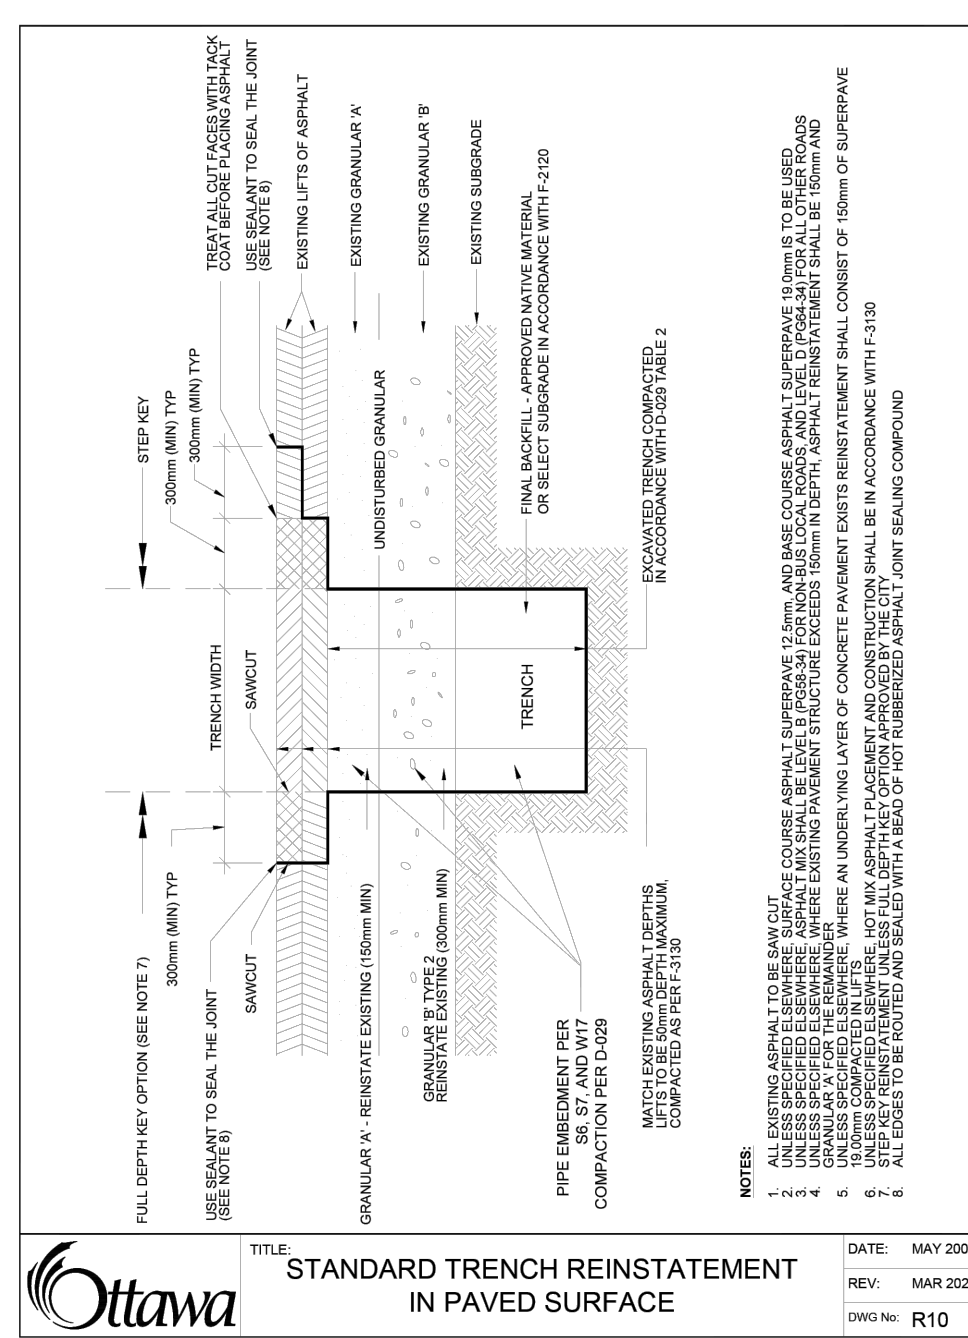 FULL DEPTH KEY OPTION (SEE NOTE 7)
STEP KEY
300mm (MIN) TYP
300mm (MIN) TYP
300mm (MIN) TYP
TRENCH WIDTH
TREAT ALL CUT FACES WITH TACK
COAT BEFORE PLACING ASPHALT
USE SEALANT TO SEAL THE JOINT
(SEE NOTE 8)
USE SEALANT TO SEAL THE JOINT
(SEE NOTE 8)
SAWCUT
SAWCUT
EXISTING LIFTS OF ASPHALT
EXISTING GRANULAR 'A'
EXISTING GRANULAR 'B'
EXISTING SUBGRADE
UNDISTURBED GRANULAR
GRANULAR 'A' - REINSTATE EXISTING (150mm MIN)
GRANULAR 'B' TYPE 2
REINSTATE EXISTING (300mm MIN)
FINAL BACKFILL - APPROVED NATIVE MATERIAL
OR SELECT SUBGRADE IN ACCORDANCE WITH F-2120
TRENCH
PIPE EMBEDMENT PER
S6, S7, AND W17
COMPACTION PER D-029
EXCAVATED TRENCH COMPACTED
IN ACCORDANCE WITH D-029 TABLE 2
MATCH EXISTING ASPHALT DEPTHS
LIFTS TO BE 50mm DEPTH MAXIMUM,
COMPACTED AS PER F-3130
NOTES:
1. ALL EXISTING ASPHALT TO BE SAW CUT
2. UNLESS SPECIFIED ELSEWHERE, SURFACE COURSE ASPHALT SUPERPAVE 12.5mm, AND BASE COURSE ASPHALT SUPERPAVE 19.0mm IS TO BE USED
3. UNLESS SPECIFIED ELSEWHERE, ASPHALT MIX SHALL BE LEVEL B (PG58-34) FOR NON-BUS LOCAL ROADS, AND LEVEL D (PG64-34) FOR ALL OTHER ROADS
4. UNLESS SPECIFIED ELSEWHERE, WHERE EXISTING PAVEMENT STRUCTURE EXCEEDS 150mm IN DEPTH, ASPHALT REINSTATEMENT SHALL BE 150mm AND
GRANULAR 'A' FOR THE REMAINDER
5. UNLESS SPECIFIED ELSEWHERE, WHERE AN UNDERLYING LAYER OF CONCRETE PAVEMENT EXISTS REINSTATEMENT SHALL CONSIST OF 150mm OF SUPERPAVE
19.00mm COMPACTED IN LIFTS
6. UNLESS SPECIFIED ELSEWHERE, HOT MIX ASPHALT PLACEMENT AND CONSTRUCTION SHALL BE IN ACCORDANCE WITH F-3130
7. STEP KEY REINSTATEMENT UNLESS FULL DEPTH KEY OPTION APPROVED BY THE CITY
8. ALL EDGES TO BE ROUTED AND SEALED WITH A BEAD OF HOT RUBBERIZED ASPHALT JOINT SEALING COMPOUND
Ottawa
TITLE:
STANDARD TRENCH REINSTATEMENT
IN PAVED SURFACE
DATE: MAY 200
REV: MAR 202
DWG No: R10